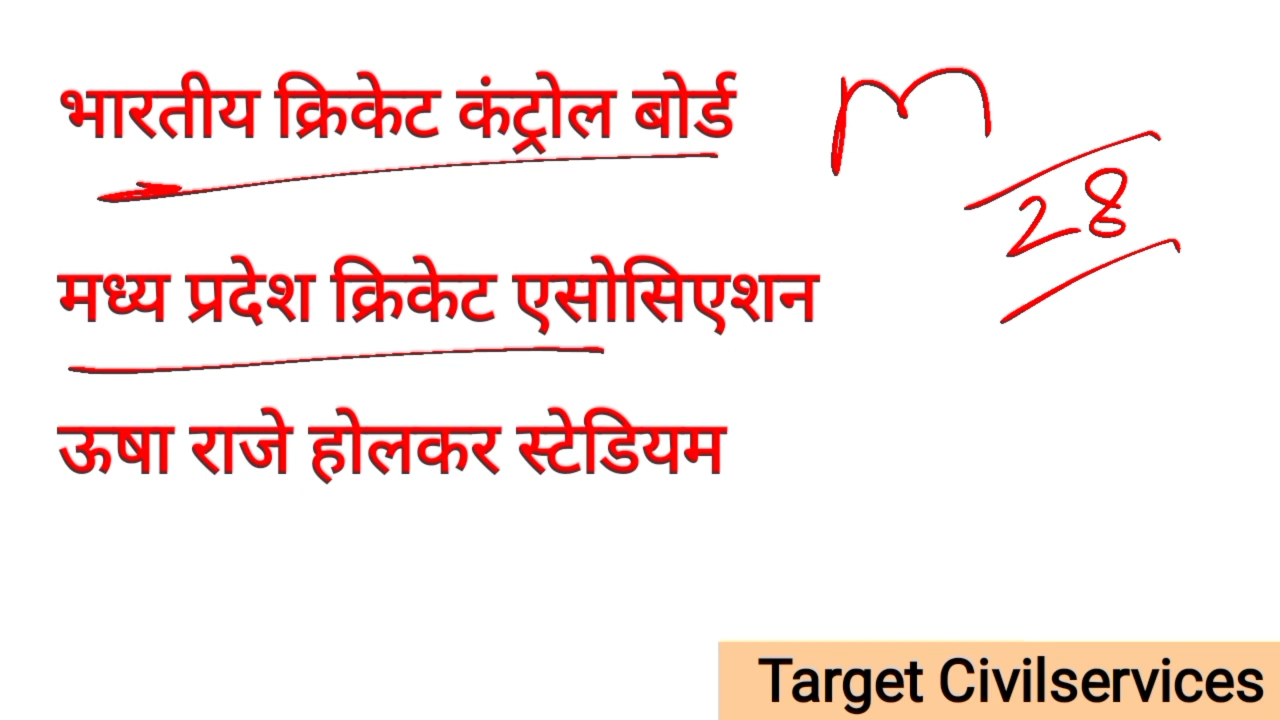 भारतीय क्रिकेट कंट्रोल बोर्ड
m
28
मध्य प्रदेश क्रिकेट एसोसिएशन
ऊषा राजे होलकर स्टेडियम
Target Civilservices